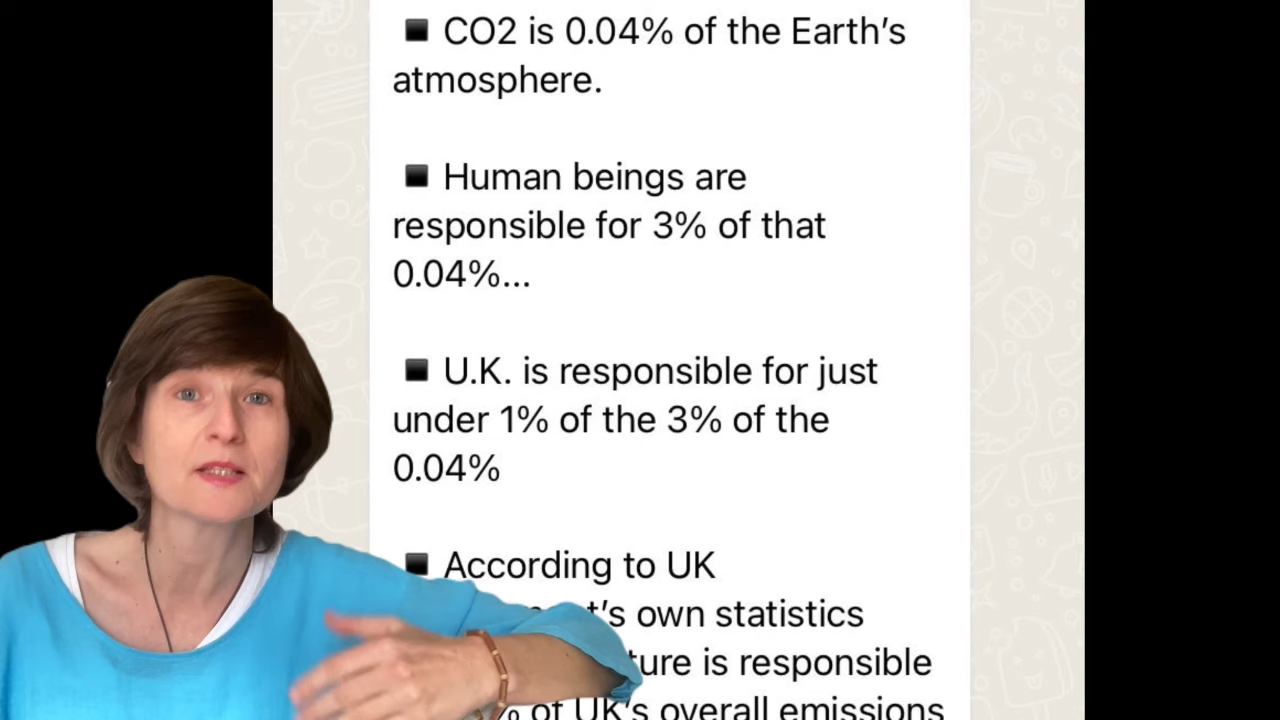 ▪️ CO2 is 0.04% of the Earth’s
atmosphere.
▪️ Human beings are
responsible for 3% of that
0.04%...
▪️ U.K. is responsible for just
under 1% of the 3% of the
0.04%
▪️ According to UK
own statistics
is responsible
of UK’s overall emissions